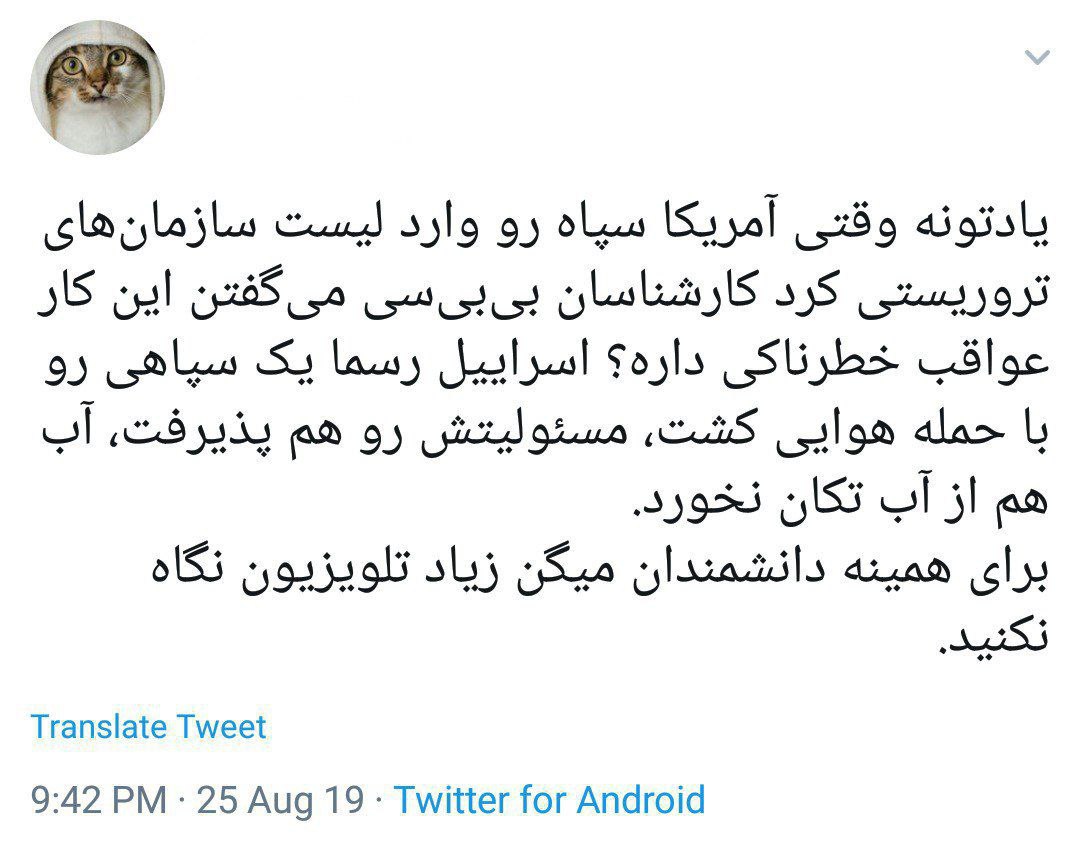 یادتونه وقتی آمریکا سپاه رو وارد لیست سازمان‌های
تروریستی کرد کارشناسان بی‌بی‌سی می‌گفتن این کار
عواقب خطرناکی داره؟ اسراییل رسما یک سپاهی رو
با حمله هوایی کشت، مسئولیتش رو هم پذیرفت، آب
هم از آب تکان نخورد.
برای همینه دانشمندان میگن زیاد تلویزیون نگاه
نکنید.
Translate Tweet
9:42 PM · 25 Aug 19 · Twitter for Android